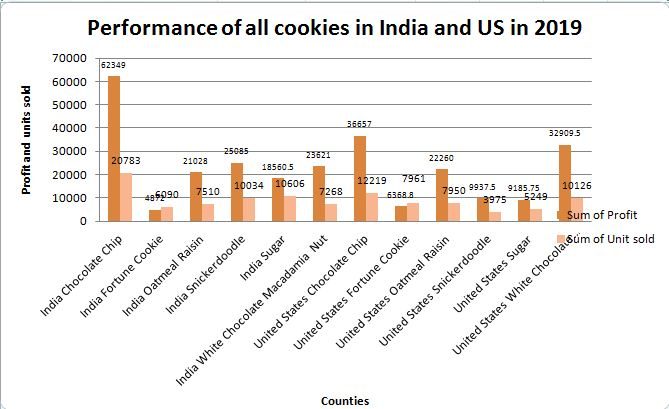 Performance of all cookies in India and US in 2019
Profit and units sold
70000
60000
50000
40000
30000
20000
10000
0
62349
20783
4872
6090
21028
7510
25085
10034
18560.5
10606
23621
7268
36657
12219
6368.8
7961
22260
7950
9937.5
3975
9185.75
5249
32909.5
10126
Sum of Profit
Sum of Unit sold
India Chocolate Chip
India Fortune Cookie
India Oatmeal Raisin
India Snickerdoodle
India Sugar
India White Chocolate Macadamia Nut
United States Chocolate Chip
United States Fortune Cookie
United States Oatmeal Raisin
United States Snickerdoodle
United States Sugar
United States White Chocolate
Counties